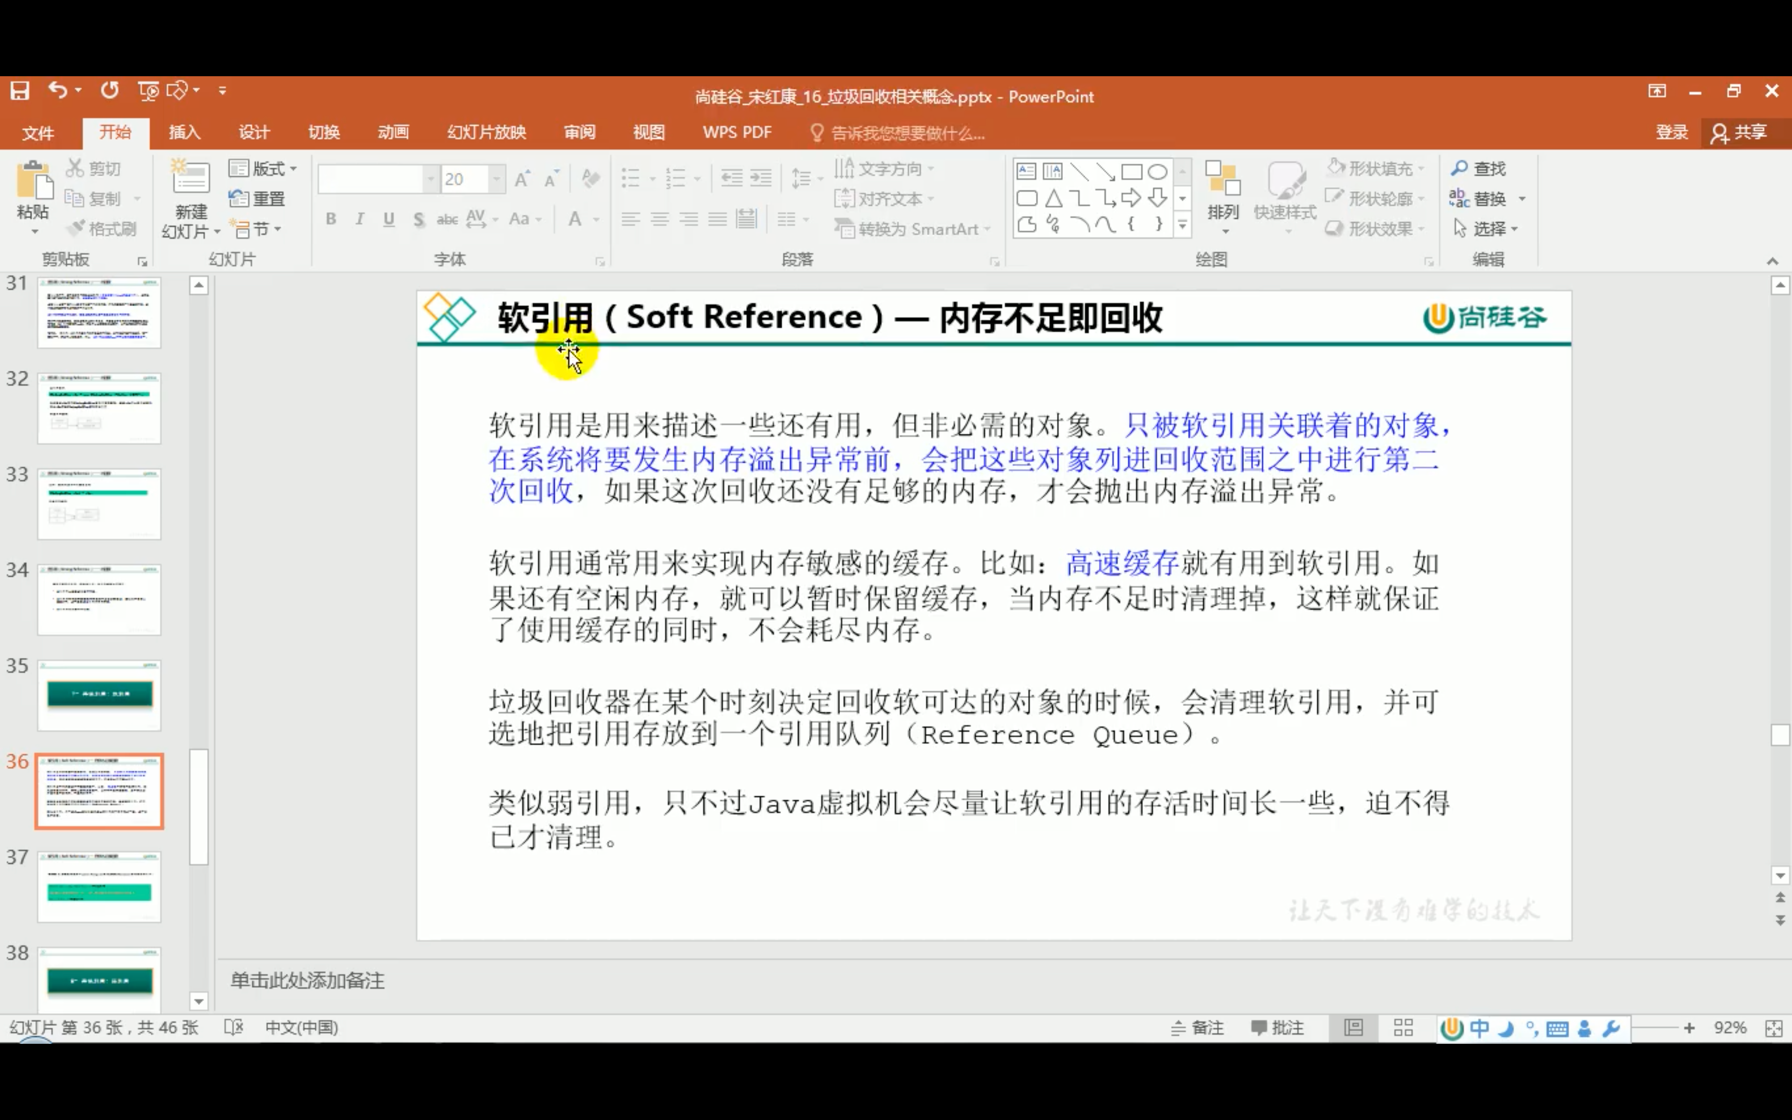 尚硅谷_宋红康_16_垃圾回收相关概念.pptx - PowerPoint
文件 开始 插入 设计 切换 动画 幻灯片放映 审阅 视图 WPS PDF 告诉我您想要做什么... 登录 共享
剪切 版式 20 文字方向 形状填充 查找
复制 重置 对齐文本 形状轮廓 替换
粘贴 新建 排列 快速样式
格式刷 幻灯片 节 B I U S abc AV Aa A 转换为 SmartArt 形状效果 选择
剪贴板 幻灯片 字体 段落 绘图 编辑
31
32
33
34
35
36
37
38
软引用（Soft Reference）— 内存不足即回收
尚硅谷
软引用是用来描述一些还有用，但非必需的对象。只被软引用关联着的对象，
在系统将要发生内存溢出异常前，会把这些对象列进回收范围之中进行第二
次回收，如果这次回收还没有足够的内存，才会抛出内存溢出异常。
软引用通常用来实现内存敏感的缓存。比如：高速缓存就有用到软引用。如
果还有空闲内存，就可以暂时保留缓存，当内存不足时清理掉，这样就保证
了使用缓存的同时，不会耗尽内存。
垃圾回收器在某个时刻决定回收软可达的对象的时候，会清理软引用，并可
选地把引用存放到一个引用队列（Reference Queue）。
类似弱引用，只不过Java虚拟机会尽量让软引用的存活时间长一些，迫不得
已才清理。
让天下没有难学的技术
单击此处添加备注
幻灯片 第 36 张，共 46 张 中文(中国) 备注 批注 中 92%